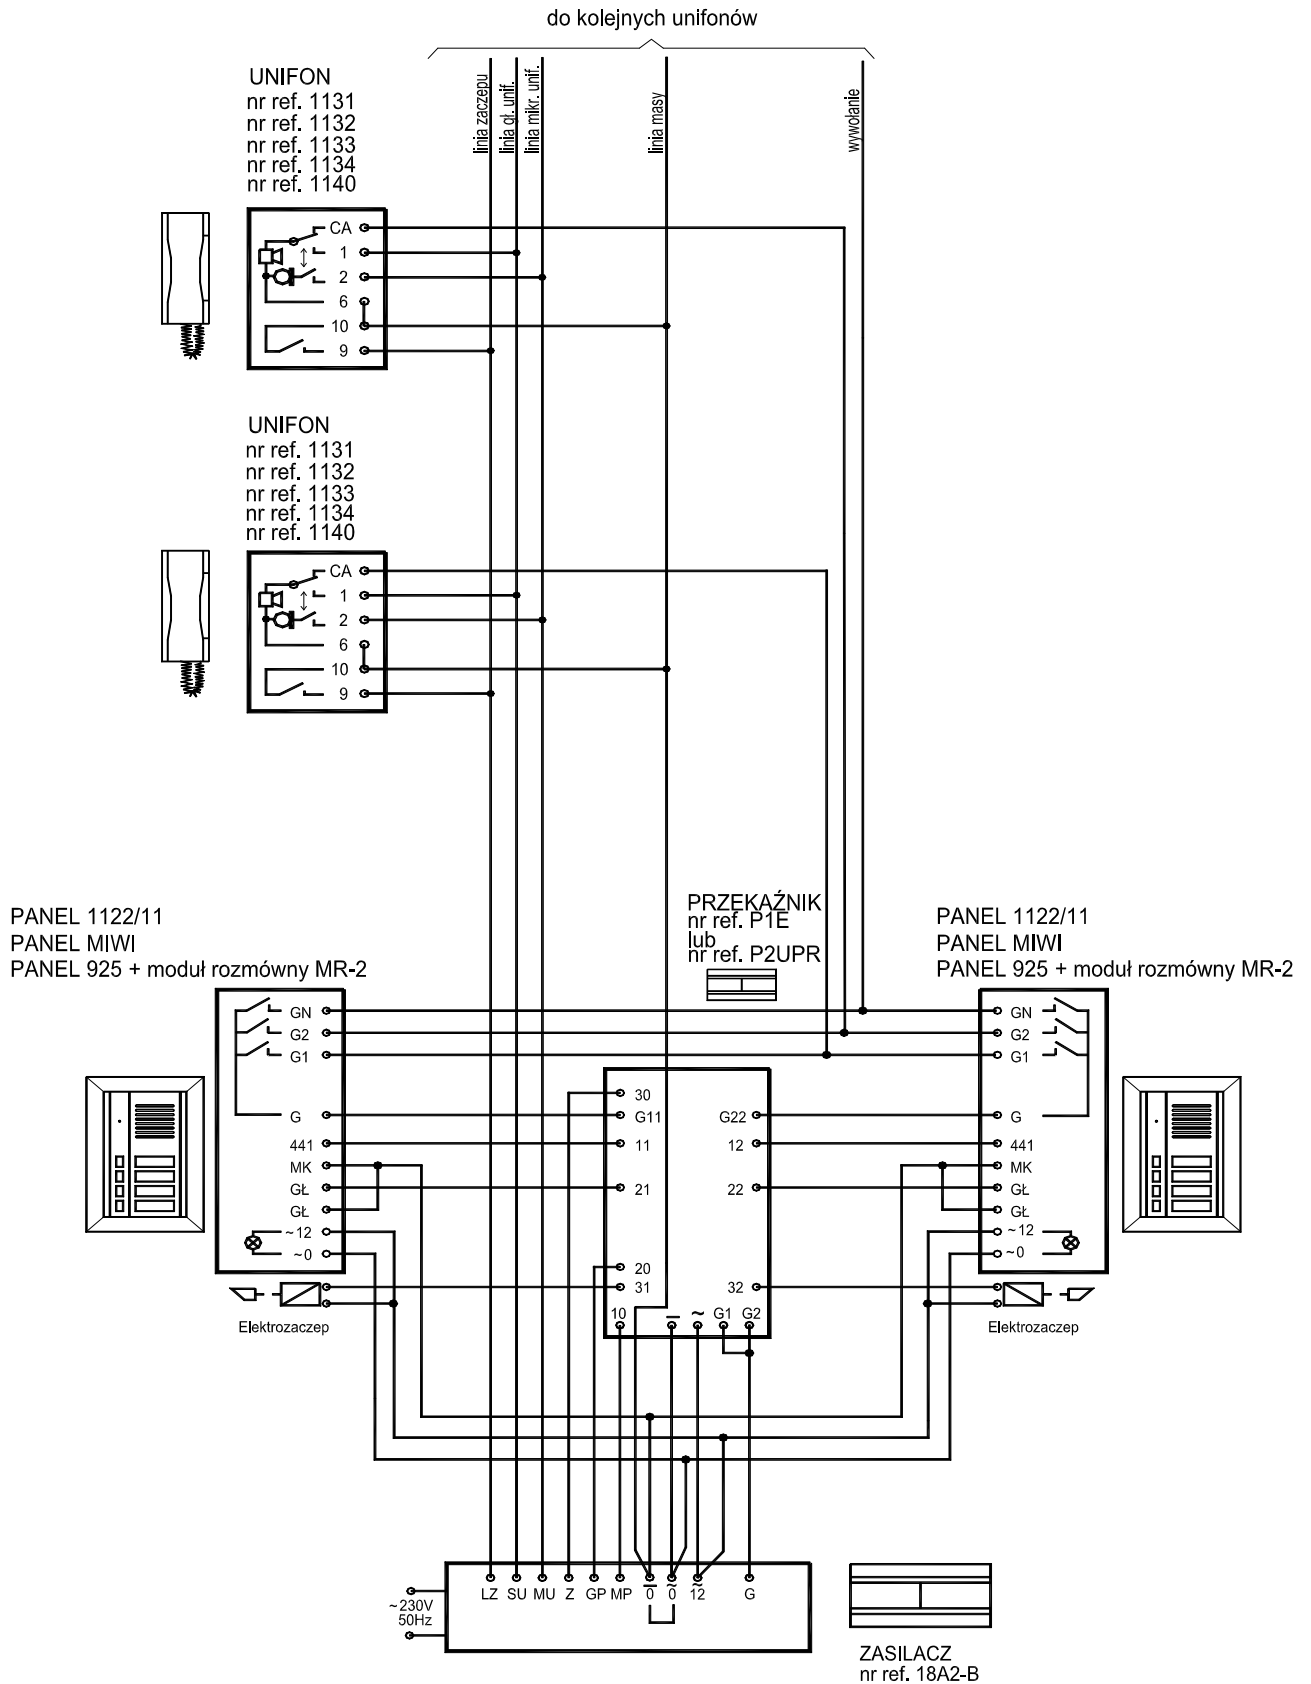 do kolejnych unifonów
linia zaczepu
linia gł. unif.
linia mikr. unif.
linia masy
wywołanie
UNIFON
nr ref. 1131
nr ref. 1132
nr ref. 1133
nr ref. 1134
nr ref. 1140
CA
1
2
6
10
9
UNIFON
nr ref. 1131
nr ref. 1132
nr ref. 1133
nr ref. 1134
nr ref. 1140
CA
1
2
6
10
9
PRZEKAŹNIK
nr ref. P1E
lub
nr ref. P2UPR
PANEL 1122/11
PANEL MIWI
PANEL 925 + moduł rozmówny MR-2
PANEL 1122/11
PANEL MIWI
PANEL 925 + moduł rozmówny MR-2
GN
G2
G1
G
441
MK
GŁ
GŁ
~12
~0
Elektrozaczep
30
G11
11
21
20
31
10
G22
12
22
32
– ~ G1 G2
GN
G2
G1
G
441
MK
GŁ
GŁ
~12
~0
Elektrozaczep
~230V
50Hz
LZ SU MU Z GP MP 0 0 12 G
ZASILACZ
nr ref. 18A2-B